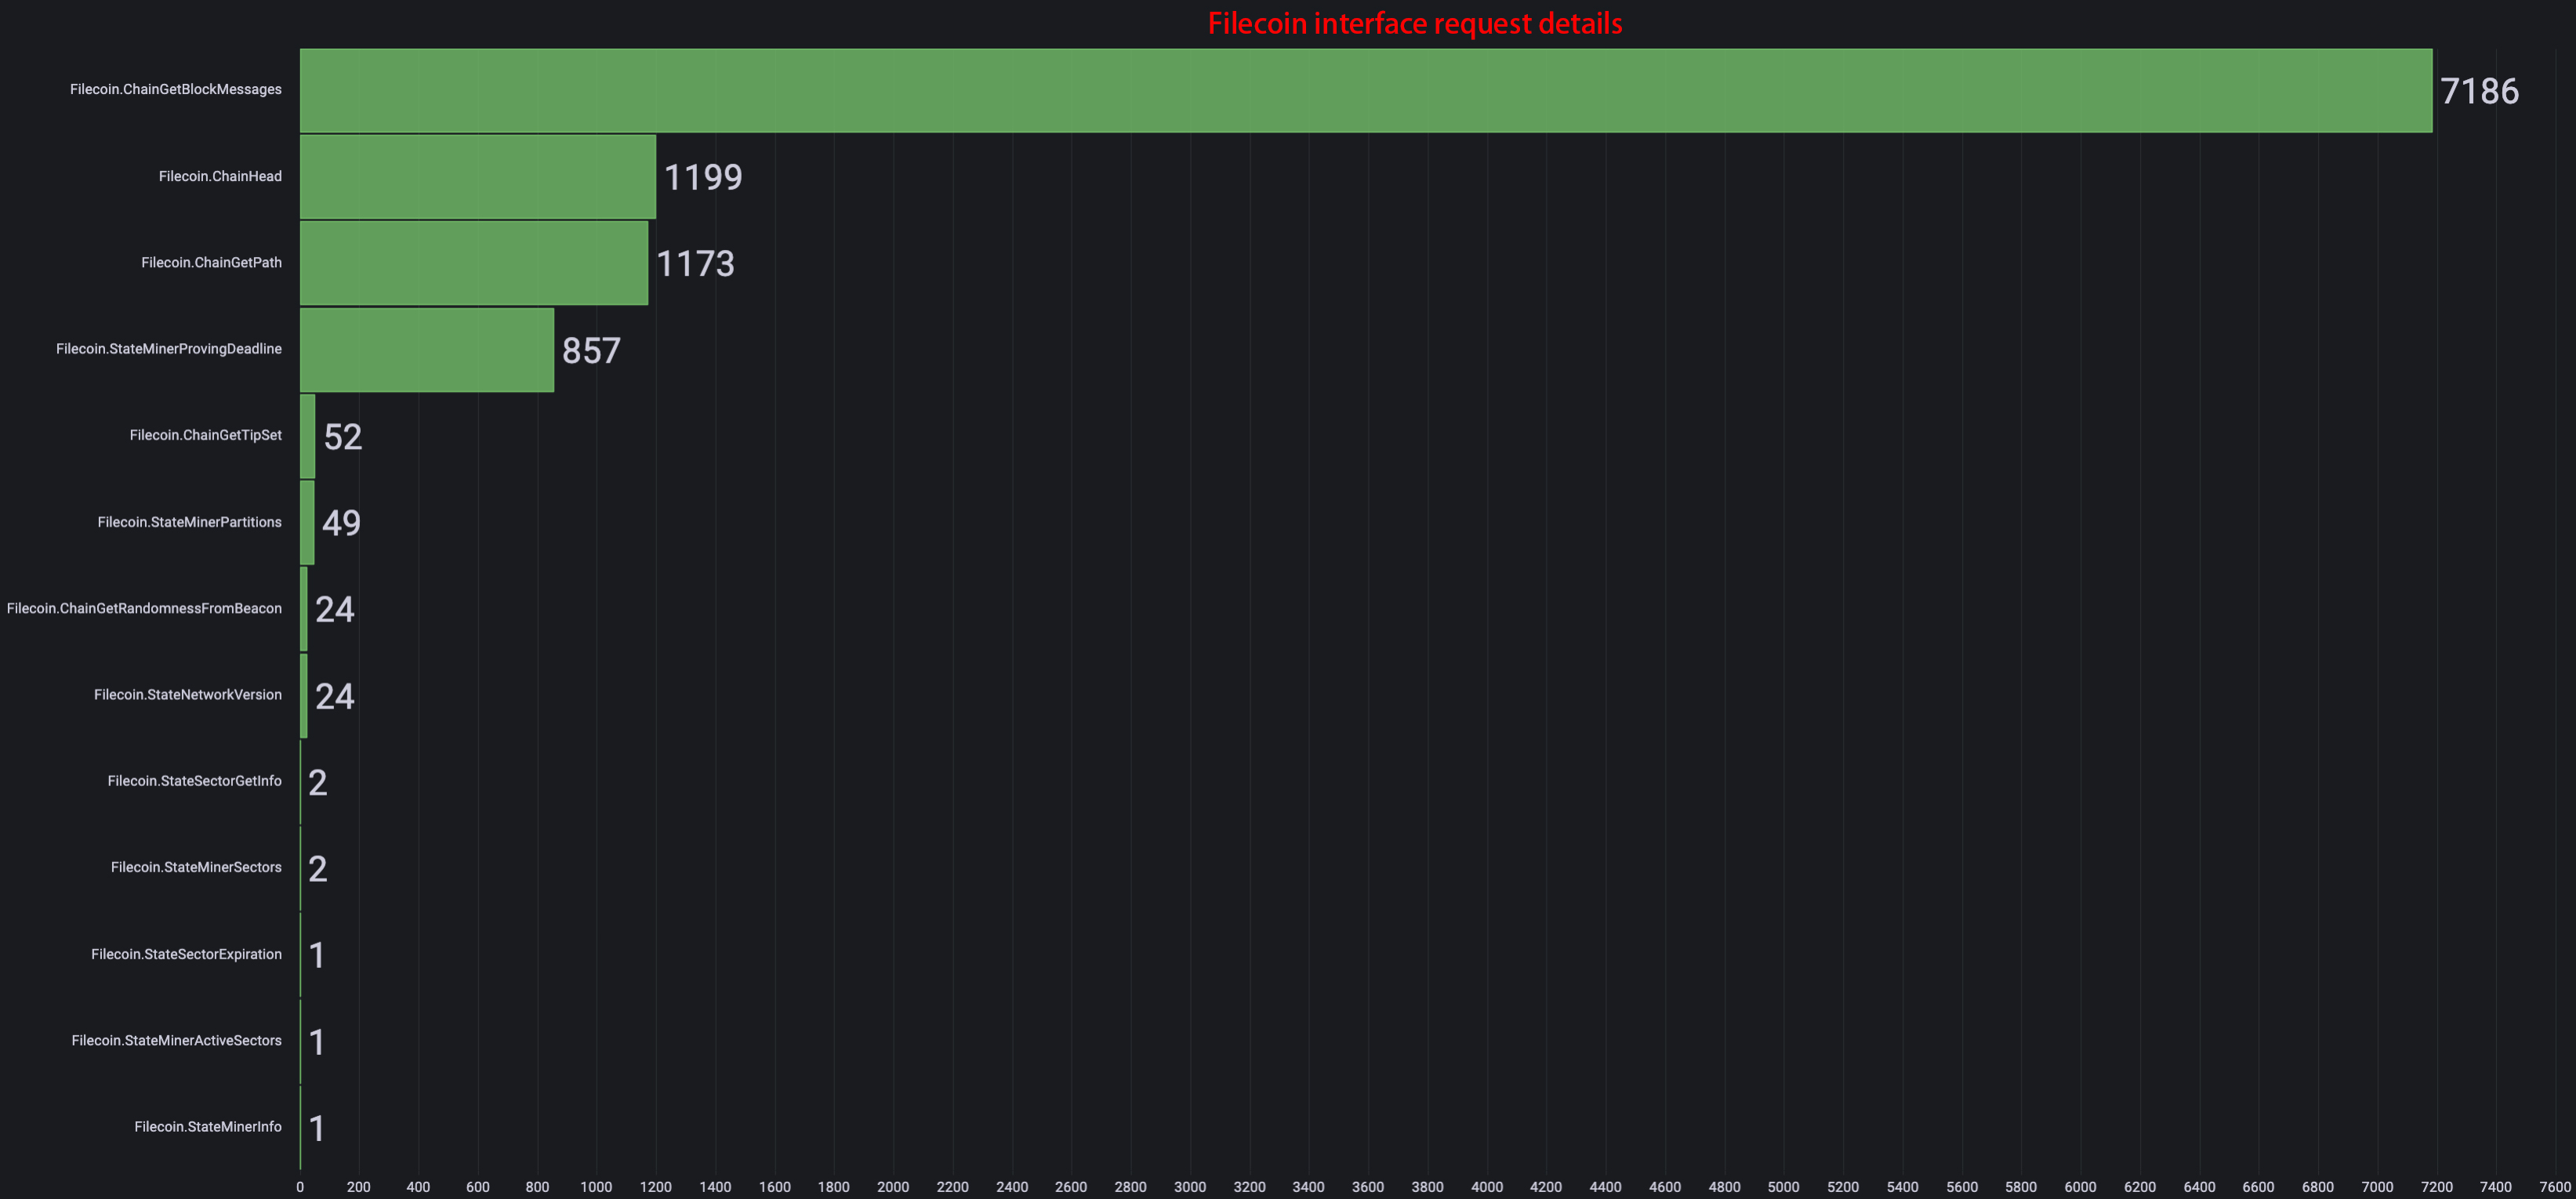 Filecoin interface request details
Filecoin.ChainGetBlockMessages 7186
Filecoin.ChainHead 1199
Filecoin.ChainGetPath 1173
Filecoin.StateMinerProvingDeadline 857
Filecoin.ChainGetTipSet 52
Filecoin.StateMinerPartitions 49
Filecoin.ChainGetRandomnessFromBeacon 24
Filecoin.StateNetworkVersion 24
Filecoin.StateSectorGetInfo 2
Filecoin.StateMinerSectors 2
Filecoin.StateSectorExpiration 1
Filecoin.StateMinerActiveSectors 1
Filecoin.StateMinerInfo 1
0 200 400 600 800 1000 1200 1400 1600 1800 2000 2200 2400 2600 2800 3000 3200 3400 3600 3800 4000 4200 4400 4600 4800 5000 5200 5400 5600 5800 6000 6200 6400 6600 6800 7000 7200 7400 7600